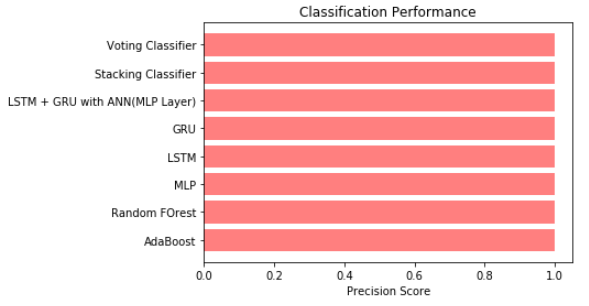 Classification Performance
Voting Classifier
Stacking Classifier
LSTM + GRU with ANN(MLP Layer)
GRU
LSTM
MLP
Random FOrest
AdaBoost
0.0 0.2 0.4 0.6 0.8 1.0
Precision Score